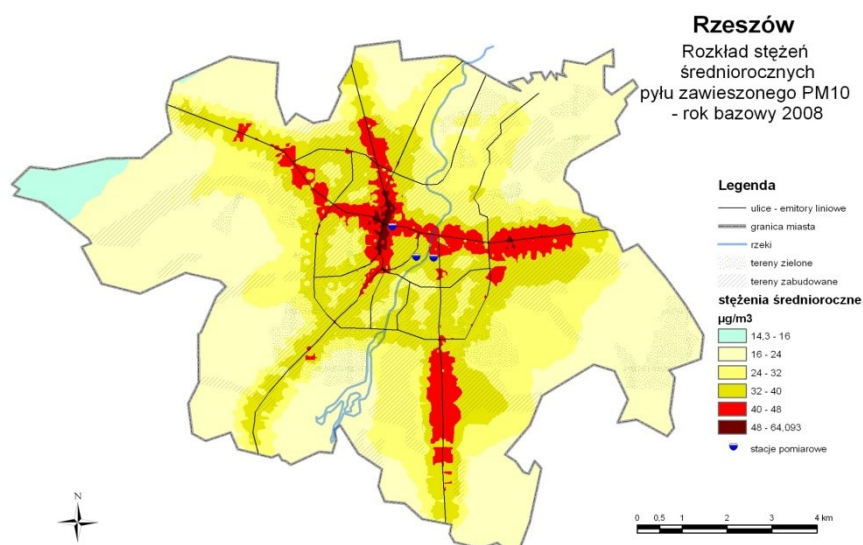 Rzeszów
Rozkład stężeń
średniorocznych
pyłu zawieszonego PM10
- rok bazowy 2008
Legenda
ulice - emitory liniowe
granica miasta
rzeki
tereny zielone
tereny zabudowane
stężenia średnioroczne
µg/m3
14,3 - 16
16 - 24
24 - 32
32 - 40
40 - 48
48 - 64,093
stacje pomiarowe
N
0 0,5 1 2 3 4 km